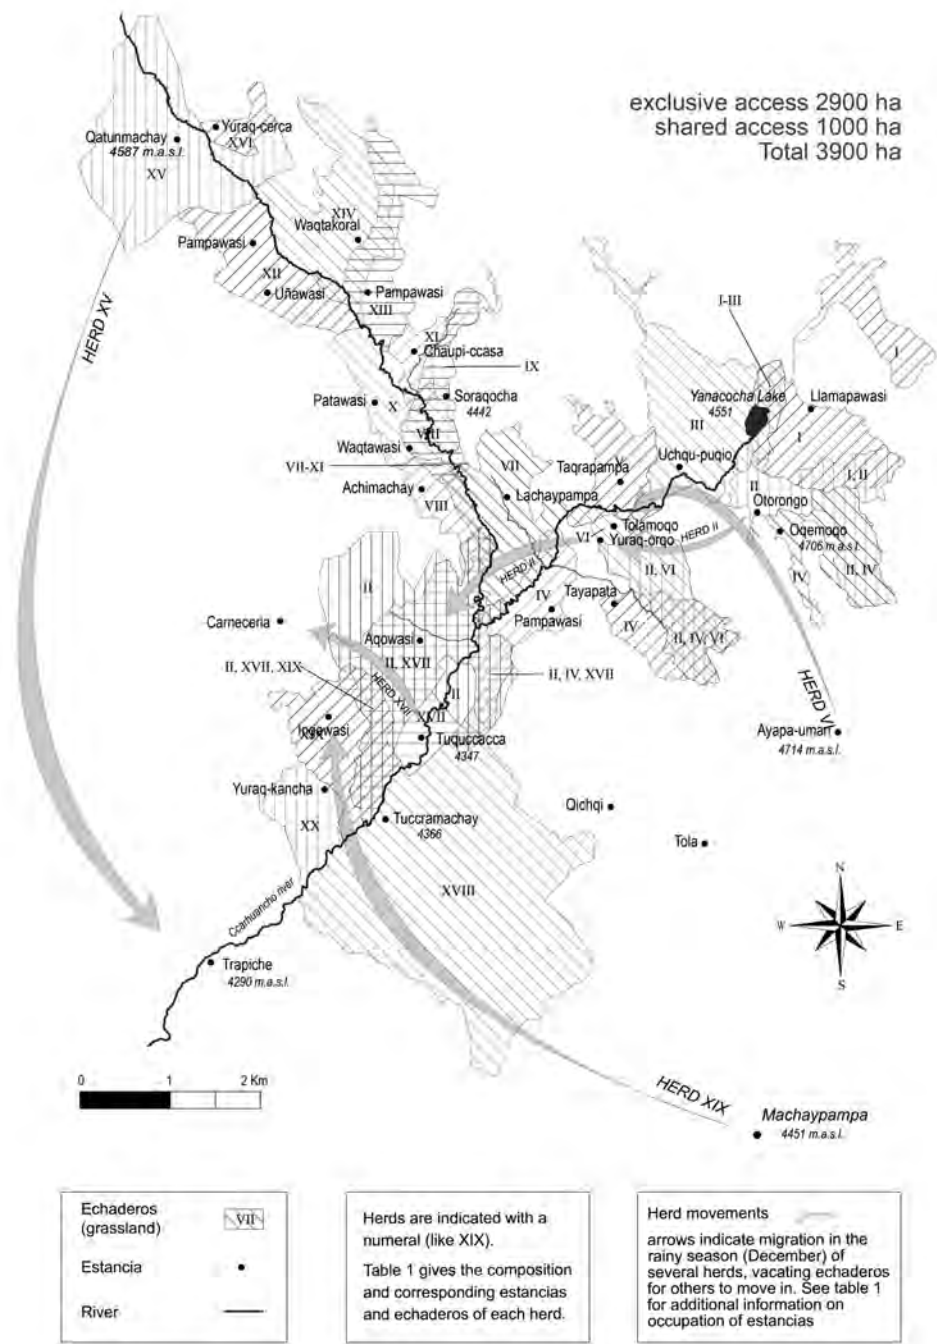 exclusive access 2900 ha
shared access 1000 ha
Total 3900 ha
Yuraq-cerca
XVI
Qatunmachay
4587 m.a.s.l.
XV
XIV
Waqtakoral
Pampawasi
XII
Uñawasi
Pampawasi
XIII
HERD XV
XI
Chaupi-ccasa
IX
I-III
I
Patawasi
X
Soraqocha
4442
Yanacocha Lake
4551
Llamapawasi
III
I
VIII
Waqtawasi
VII-XI
VII
Taqrapampa
V
Uchqu-puqio
I, II
Achimachay
VIII
Lachaypampa
II
Otorongo
Tolamoqo
VI
Yuraq-orqo
HERD II
Oqemoqo
4706 m.a.s.l.
HERD II
II, VI
IV
II, IV
II
IV
Tayapata
Pampawasi
IV
II, IV, VI
Carneceria
Aqowasi
II, XVII
II, XVII, XIX
HERD XVII
II
II, IV, XVII
XVII
Ingawasi
XIX
Tuquccacca
4347
HERD VI
Ayapa-uman
4714 m.a.s.l.
Yuraq-kancha
XX
Tuccramachay
4366
Qichqi
Tola
XVIII
Ccarhuancho river
N
W
E
S
Trapiche
4290 m.a.s.l.
0 1 2 Km
HERD XIX
Machaypampa
4451 m.a.s.l.
Echaderos
(grassland)
VII
Estancia
River
Herds are indicated with a
numeral (like XIX).
Table 1 gives the composition
and corresponding estancias
and echaderos of each herd.
Herd movements
arrows indicate migration in the
rainy season (December) of
several herds, vacating echaderos
for others to move in. See table 1
for additional information on
occupation of estancias